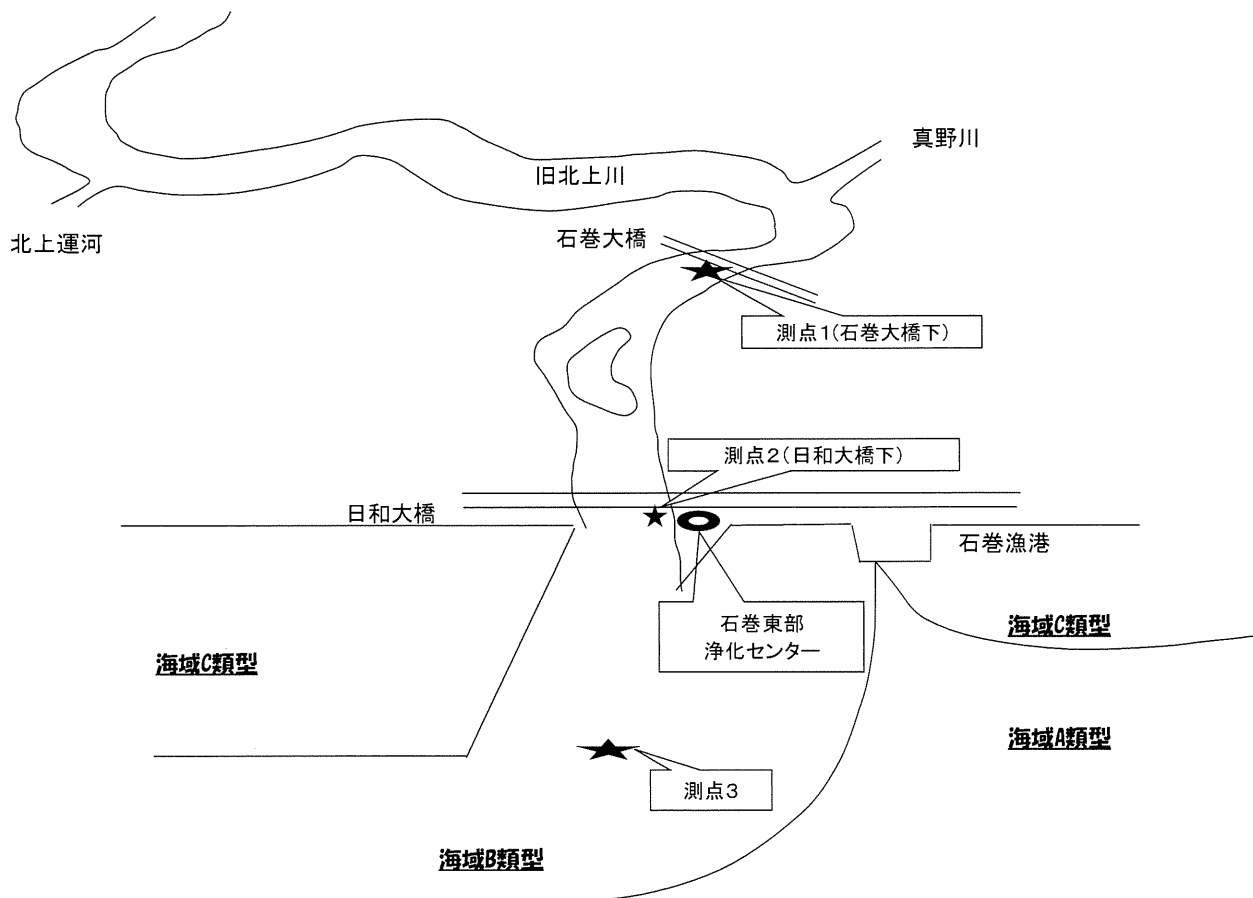 真野川
旧北上川
北上運河
石巻大橋
測点1(石巻大橋下)
測点2(日和大橋下)
日和大橋
石巻漁港
石巻東部
浄化センター
海域C類型
海域C類型
海域A類型
測点3
海域B類型